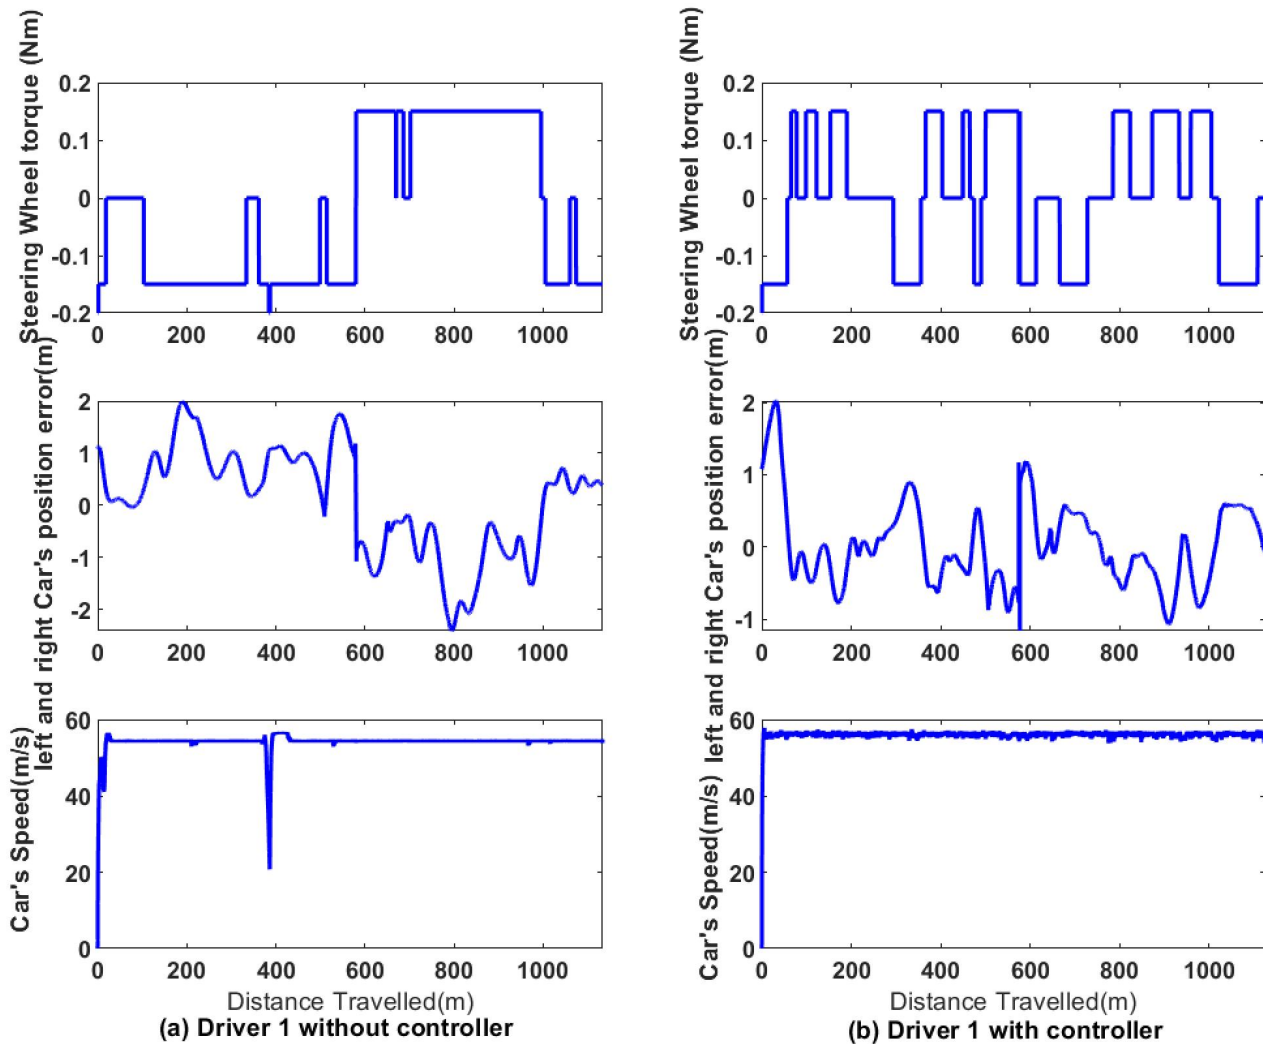 Steering Wheel torque (Nm)
0.2
0.1
0
-0.1
-0.2
0 200 400 600 800 1000
left and right Car's position error(m)
2
1
0
-1
-2
0 200 400 600 800 1000
Car's Speed(m/s)
60
40
20
0
0 200 400 600 800 1000
Distance Travelled(m)
(a) Driver 1 without controller
Steering Wheel torque (Nm)
0.2
0.1
0
-0.1
-0.2
0 200 400 600 800 1000
left and right Car's position error(m)
2
1
0
-1
0 200 400 600 800 1000
Car's Speed(m/s)
60
40
20
0
0 200 400 600 800 1000
Distance Travelled(m)
(b) Driver 1 with controller